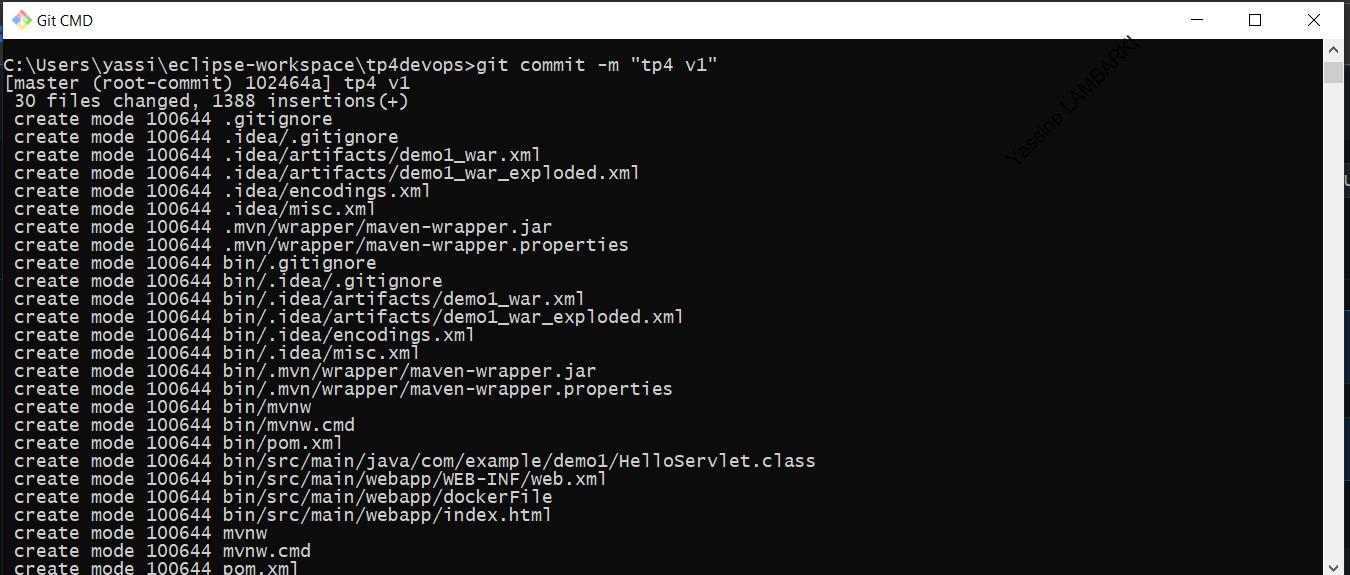 Git CMD
C:\Users\yassi\eclipse-workspace\tp4devops>git commit -m "tp4 v1"
[master (root-commit) 102464a] tp4 v1
 30 files changed, 1388 insertions(+)
 create mode 100644 .gitignore
 create mode 100644 .idea/.gitignore
 create mode 100644 .idea/artifacts/demo1_war.xml
 create mode 100644 .idea/artifacts/demo1_war_exploded.xml
 create mode 100644 .idea/encodings.xml
 create mode 100644 .idea/misc.xml
 create mode 100644 .mvn/wrapper/maven-wrapper.jar
 create mode 100644 .mvn/wrapper/maven-wrapper.properties
 create mode 100644 bin/.gitignore
 create mode 100644 bin/.idea/.gitignore
 create mode 100644 bin/.idea/artifacts/demo1_war.xml
 create mode 100644 bin/.idea/artifacts/demo1_war_exploded.xml
 create mode 100644 bin/.idea/encodings.xml
 create mode 100644 bin/.idea/misc.xml
 create mode 100644 bin/.mvn/wrapper/maven-wrapper.jar
 create mode 100644 bin/.mvn/wrapper/maven-wrapper.properties
 create mode 100644 bin/mvnw
 create mode 100644 bin/mvnw.cmd
 create mode 100644 bin/pom.xml
 create mode 100644 bin/src/main/java/com/example/demo1/HelloServlet.class
 create mode 100644 bin/src/main/webapp/WEB-INF/web.xml
 create mode 100644 bin/src/main/webapp/dockerFile
 create mode 100644 bin/src/main/webapp/index.html
 create mode 100644 mvnw
 create mode 100644 mvnw.cmd
 create mode 100644 pom.xml
Yassine LAMBARKI